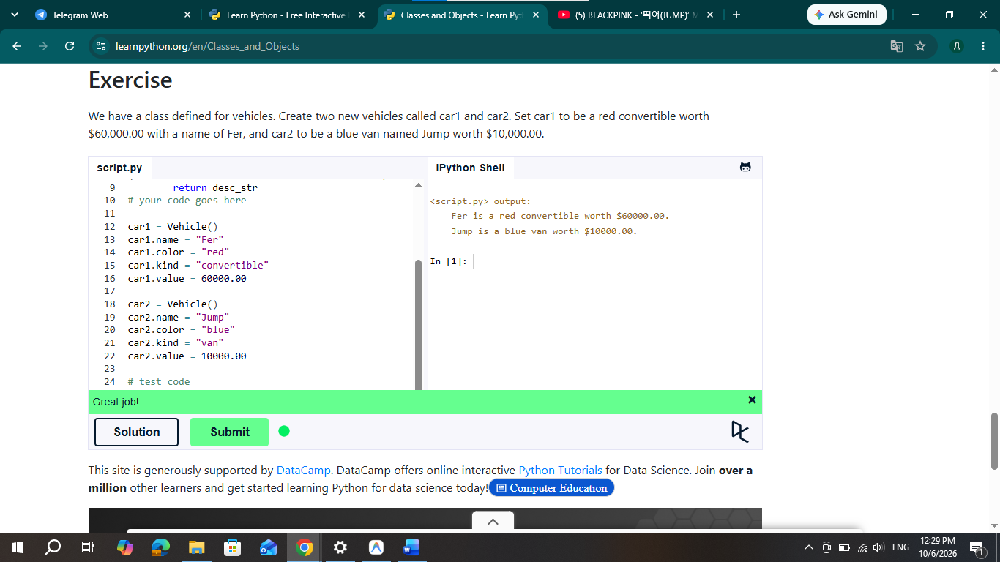 Telegram Web
Learn Python - Free Interactive
Classes and Objects - Learn Pyt
(5) BLACKPINK - ‘뛰어(JUMP)’ M
Ask Gemini
learnpython.org/en/Classes_and_Objects
Д
Exercise
We have a class defined for vehicles. Create two new vehicles called car1 and car2. Set car1 to be a red convertible worth
$60,000.00 with a name of Fer, and car2 to be a blue van named Jump worth $10,000.00.
script.py
IPython Shell
9 return desc_str
10 # your code goes here
11
12 car1 = Vehicle()
13 car1.name = "Fer"
14 car1.color = "red"
15 car1.kind = "convertible"
16 car1.value = 60000.00
17
18 car2 = Vehicle()
19 car2.name = "Jump"
20 car2.color = "blue"
21 car2.kind = "van"
22 car2.value = 10000.00
23
24 # test code
<script.py> output:
Fer is a red convertible worth $60000.00.
Jump is a blue van worth $10000.00.
In [1]:
Great job!
Solution
Submit
This site is generously supported by DataCamp. DataCamp offers online interactive Python Tutorials for Data Science. Join over a
million other learners and get started learning Python for data science today!
Computer Education
ENG
12:29 PM
10/6/2026
1